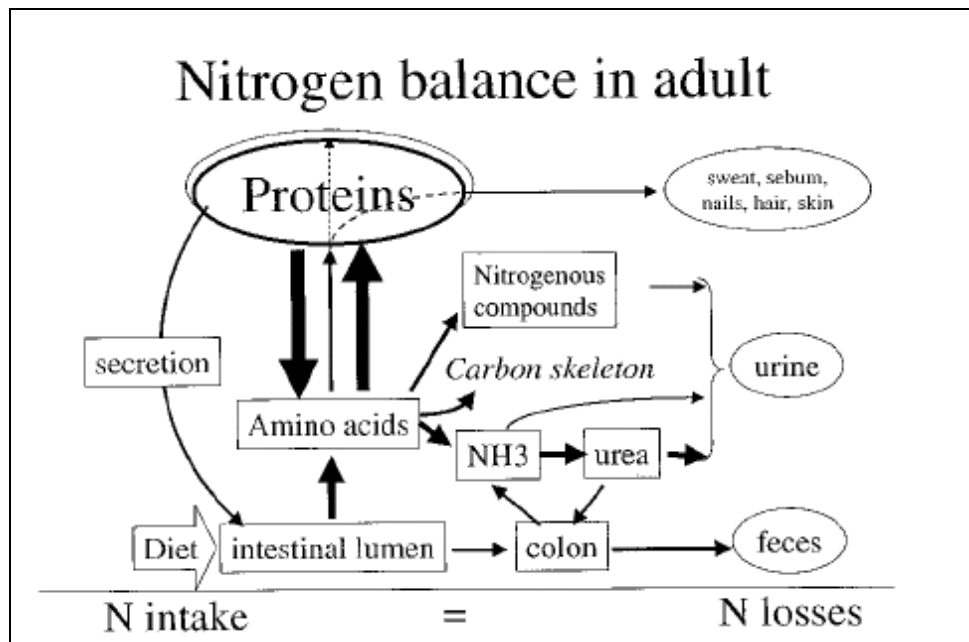 Nitrogen balance in adult
Proteins
sweat, sebum,
nails, hair, skin
Nitrogenous
compounds
secretion
Carbon skeleton
urine
Amino acids
NH3
urea
Diet
intestinal lumen
colon
feces
N intake = N losses